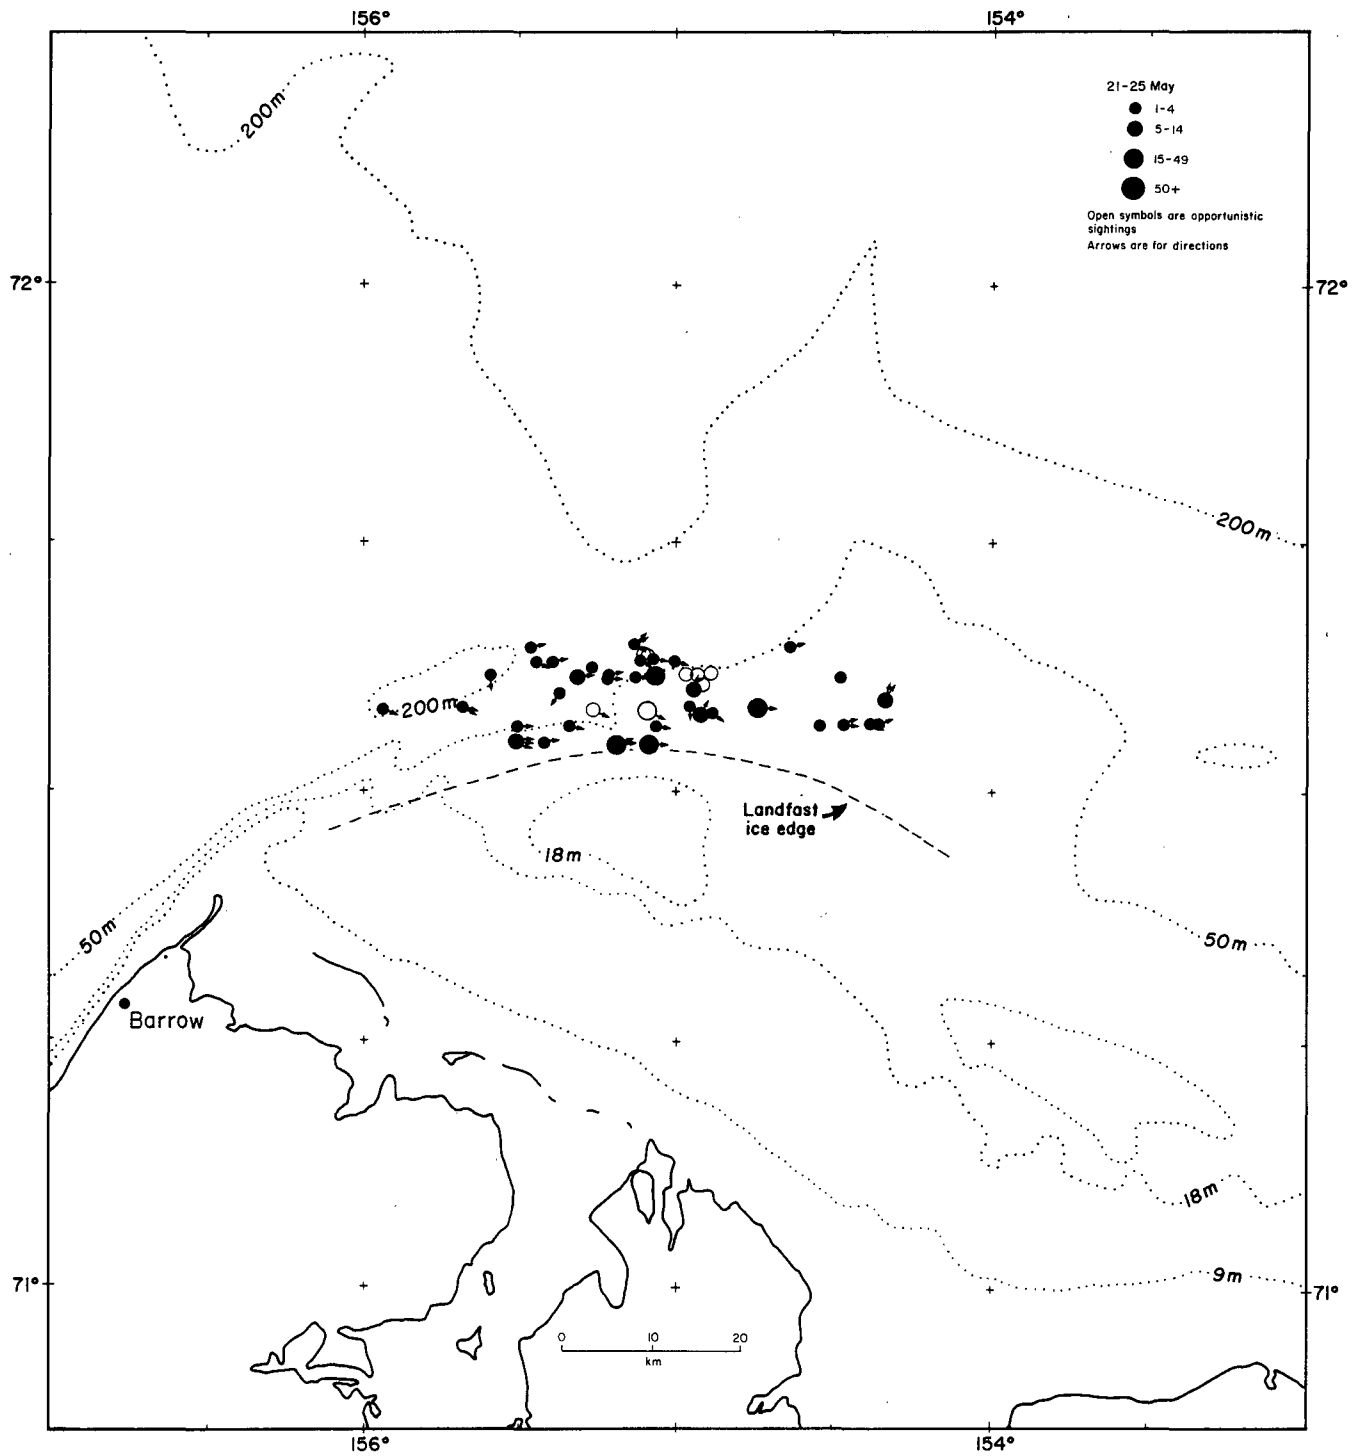 156°
154°
21-25 May
1-4
5-14
15-49
50+
Open symbols are opportunistic
sightings
Arrows are for directions
200m
72°
72°
200m
200m
Landfast
ice edge
18m
50m
50m
Barrow
18m
9m
71°
71°
0 10 20
km
156°
154°